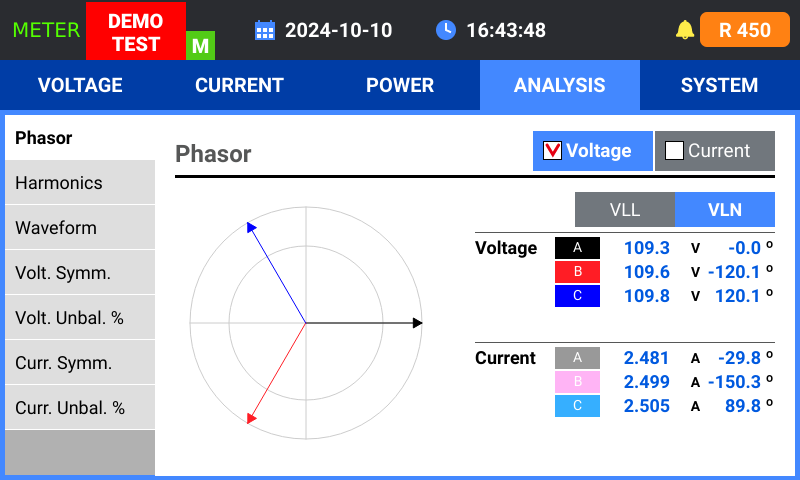 METER DEMO TEST M 2024-10-10 16:43:48 R 450
VOLTAGE CURRENT POWER ANALYSIS SYSTEM
Phasor
Harmonics
Waveform
Volt. Symm.
Volt. Unbal. %
Curr. Symm.
Curr. Unbal. %
Phasor Voltage Current
VLL VLN
Voltage A 109.3 V -0.0 °
B 109.6 V -120.1 °
C 109.8 V 120.1 °
Current A 2.481 A -29.8 °
B 2.499 A -150.3 °
C 2.505 A 89.8 °